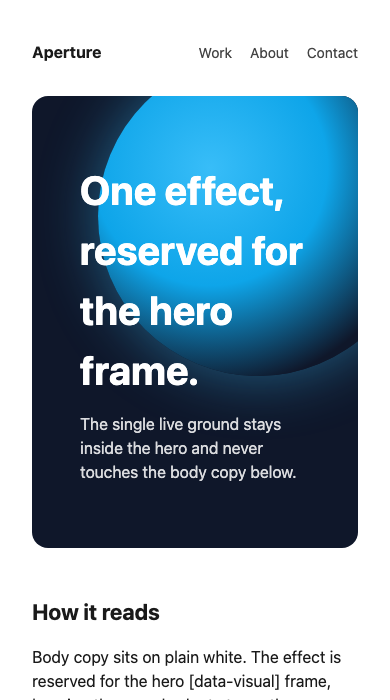 Aperture
Work About Contact
One effect,
reserved for
the hero
frame.
The single live ground stays
inside the hero and never
touches the body copy below.
How it reads
Body copy sits on plain white. The effect is
reserved for the hero [data-visual] frame,